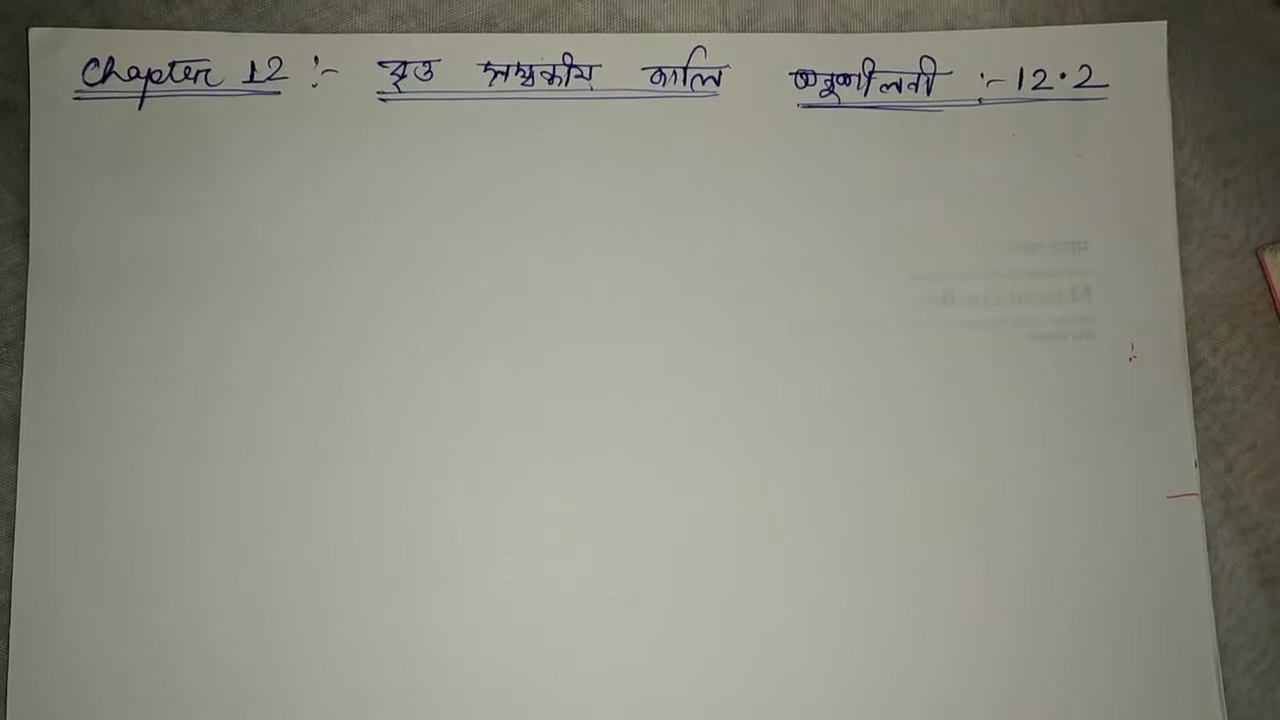 Chapter 12 :- বৃত্ত সম্পৰ্কীয় কালি অনুশীলনী :- 12.2